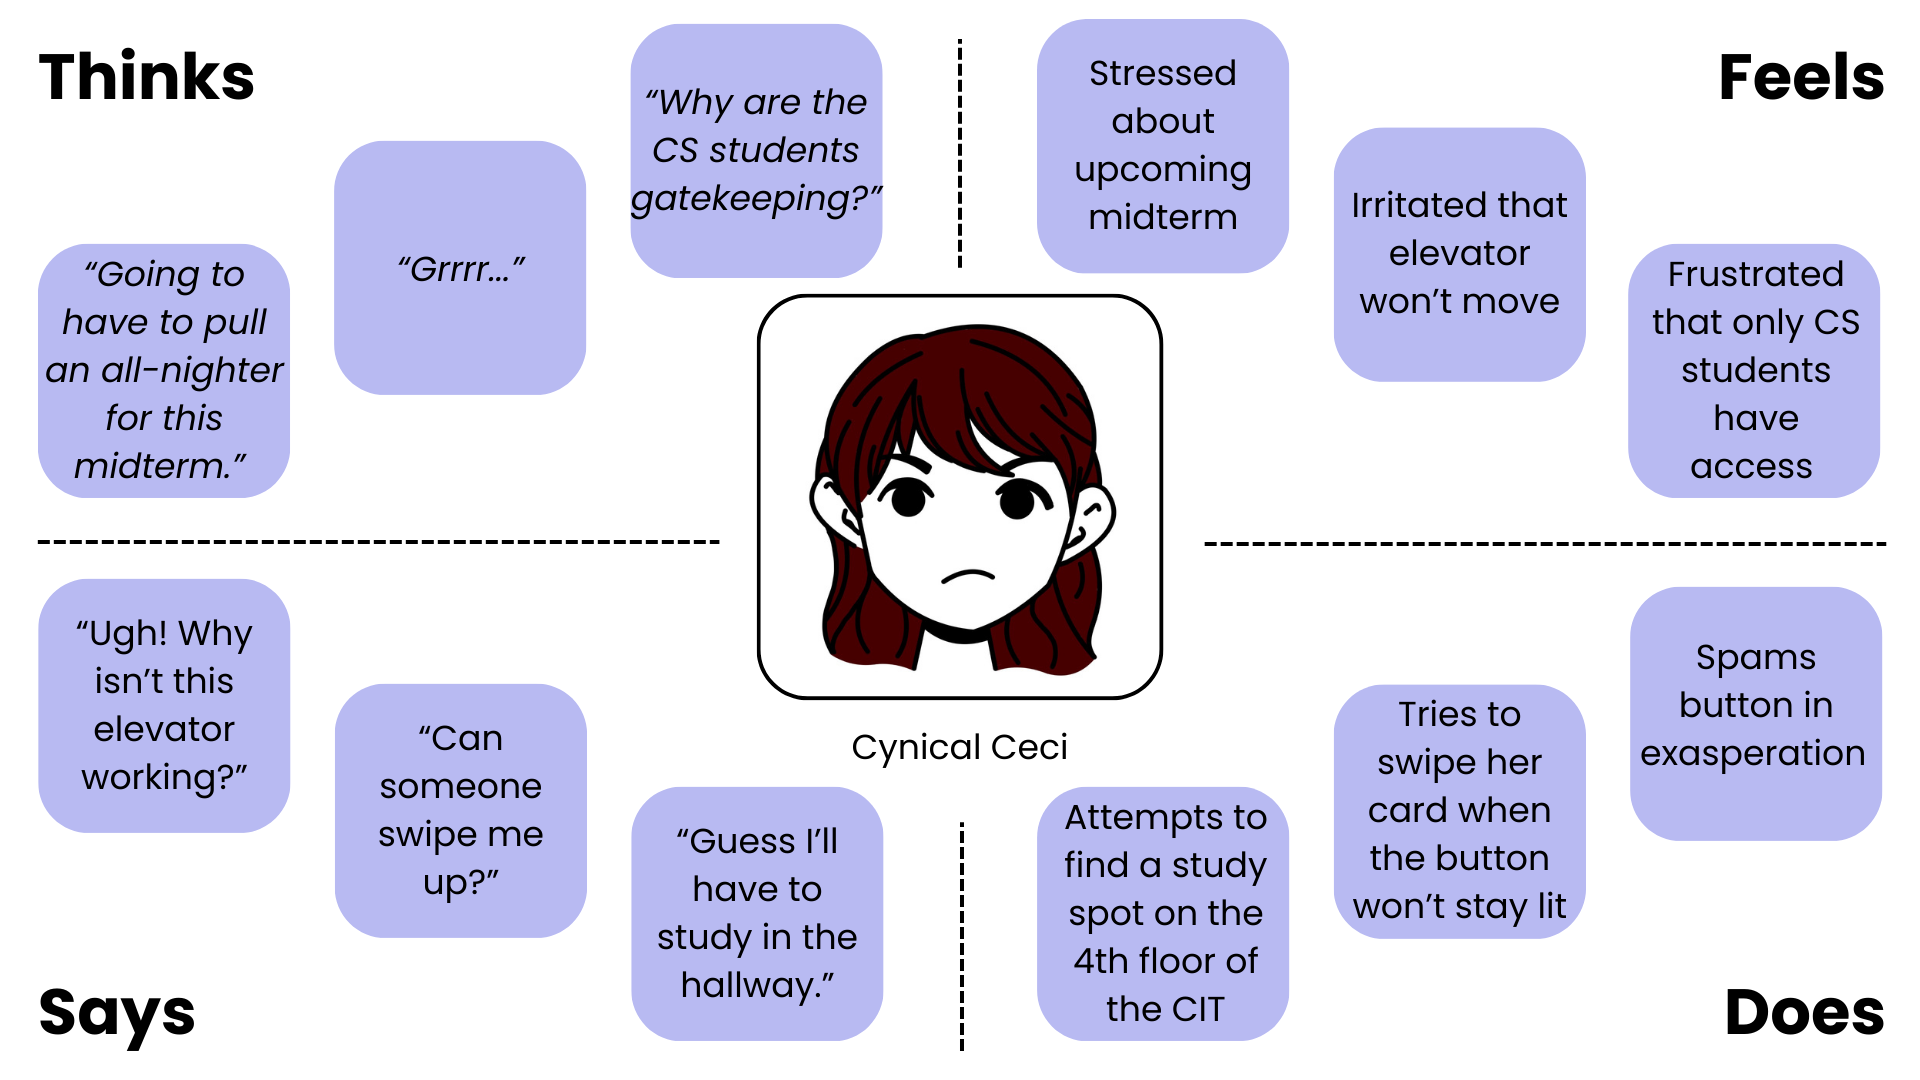 Thinks
“Going to
have to pull
an all-nighter
for this
midterm.”
“Grrrr...”
“Why are the
CS students
gatekeeping?”
Feels
Stressed
about
upcoming
midterm
Irritated that
elevator
won’t move
Frustrated
that only CS
students
have
access
Cynical Ceci
Says
“Ugh! Why
isn’t this
elevator
working?”
“Can
someone
swipe me
up?”
“Guess I’ll
have to
study in the
hallway.”
Does
Attempts to
find a study
spot on the
4th floor of
the CIT
Tries to
swipe her
card when
the button
won’t stay lit
Spams
button in
exasperation